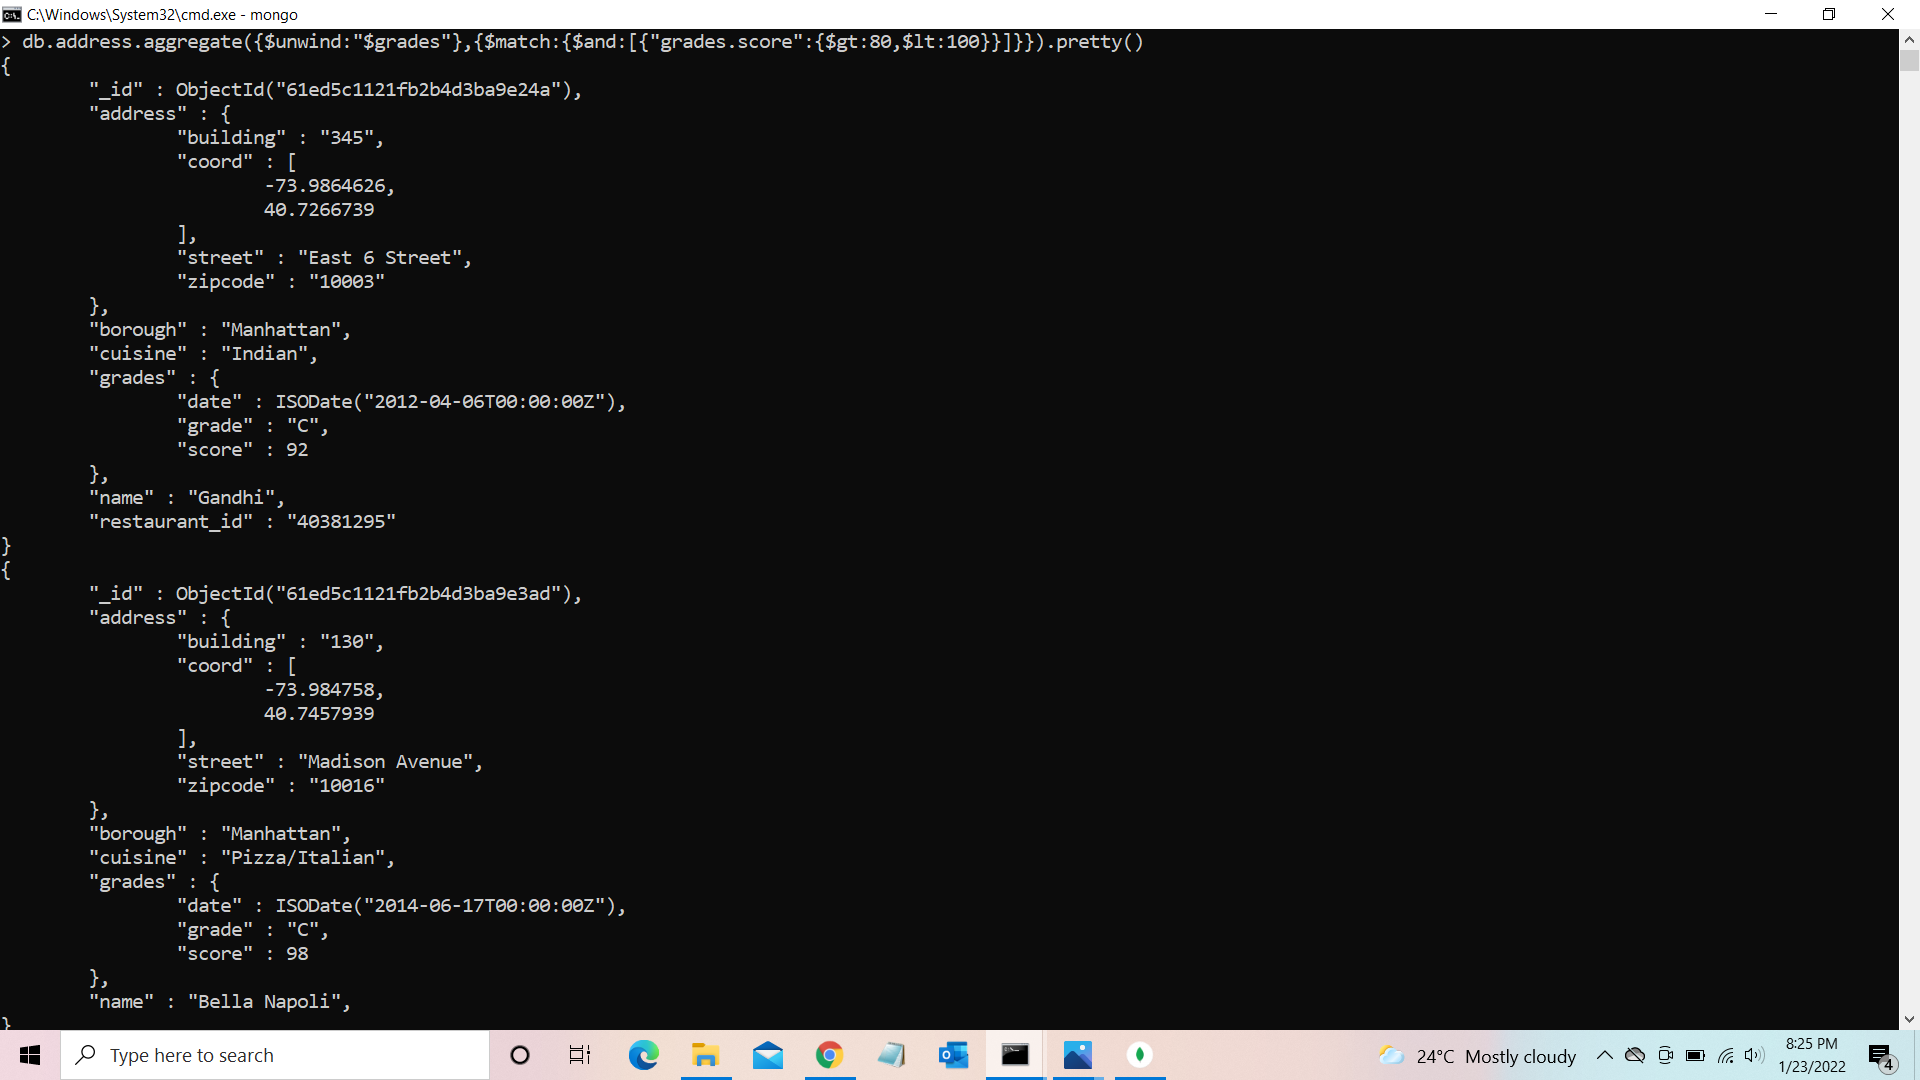 C:\Windows\System32\cmd.exe - mongo
> db.address.aggregate({$unwind:"$grades"},{$match:{$and:[{"grades.score":{$gt:80,$lt:100}}]}}).pretty()
{
"_id" : ObjectId("61ed5c1121fb2b4d3ba9e24a"),
"address" : {
"building" : "345",
"coord" : [
-73.9864626,
40.7266739
],
"street" : "East 6 Street",
"zipcode" : "10003"
},
"borough" : "Manhattan",
"cuisine" : "Indian",
"grades" : {
"date" : ISODate("2012-04-06T00:00:00Z"),
"grade" : "C",
"score" : 92
},
"name" : "Gandhi",
"restaurant_id" : "40381295"
}
{
"_id" : ObjectId("61ed5c1121fb2b4d3ba9e3ad"),
"address" : {
"building" : "130",
"coord" : [
-73.984758,
40.7457939
],
"street" : "Madison Avenue",
"zipcode" : "10016"
},
"borough" : "Manhattan",
"cuisine" : "Pizza/Italian",
"grades" : {
"date" : ISODate("2014-06-17T00:00:00Z"),
"grade" : "C",
"score" : 98
},
"name" : "Bella Napoli",
}
Type here to search
24°C Mostly cloudy
8:25 PM
1/23/2022
4